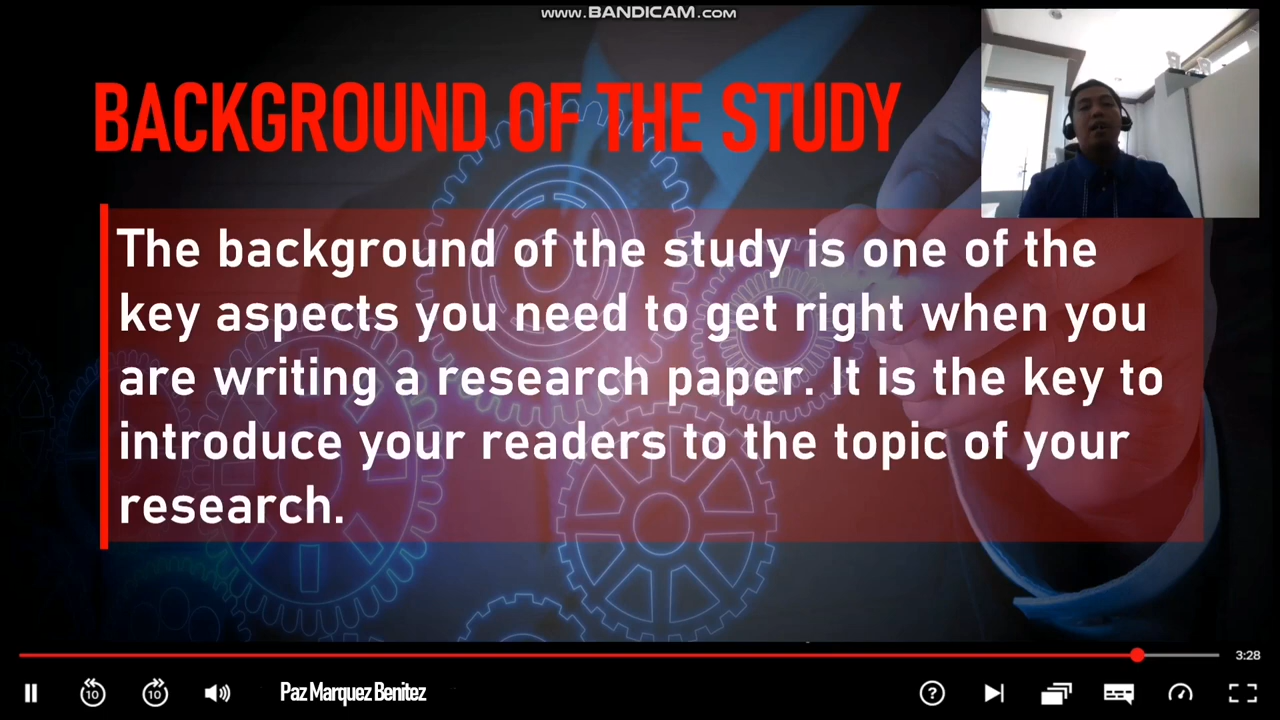 www.BANDICAM.com
BACKGROUND OF THE STUDY
The background of the study is one of the
key aspects you need to get right when you
are writing a research paper. It is the key to
introduce your readers to the topic of your
research.
3:28
10
10
Paz Marquez Benitez
?